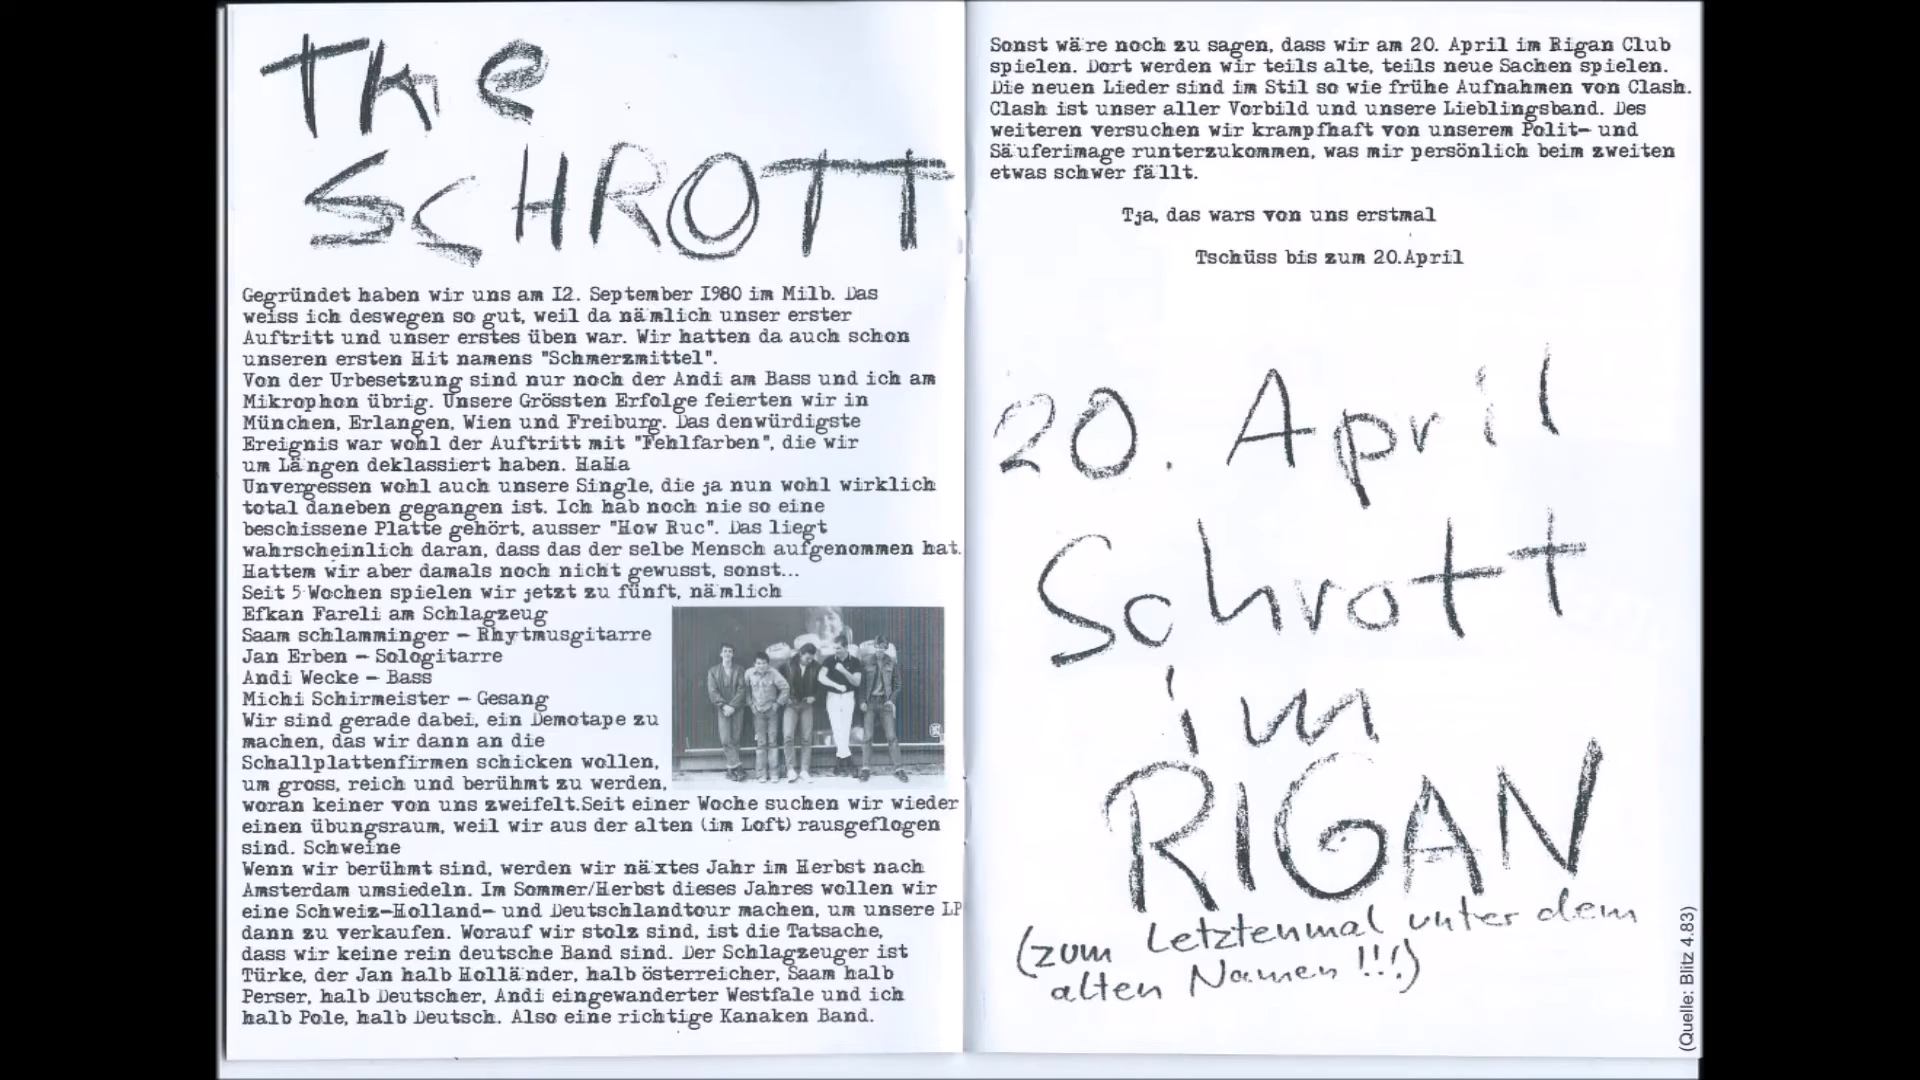 The
SCHROTT
Gegründet haben wir uns am I2. September I980 im Milb. Das
weiss ich deswegen so gut, weil da nämlich unser erster
Auftritt und unser erstes üben war. Wir hatten da auch schon
unseren ersten Hit namens "Schmerzmittel".
Von der Urbesetzung sind nur noch der Andi am Bass und ich am
Mikrophon übrig. Unsere Grössten Erfolge feierten wir in
München, Erlangen, Wien und Freiburg. Das denwürdigste
Ereignis war wohl der Auftritt mit "Fehlfarben", die wir
um Längen deklassiert haben. HaHa
Unvergessen wohl auch unsere Single, die ja nun wohl wirklich
total daneben gegangen ist. Ich hab noch nie so eine
beschissene Platte gehört, ausser "How Ruc". Das liegt
wahrscheinlich daran, dass das der selbe Mensch aufgenommen hat.
Hattem wir aber damals noch nicht gewusst, sonst...
Seit 5 Wochen spielen wir jetzt zu fünft, nämlich
Efkan Fareli am Schlagzeug
Saam schlamminger - Rhytmusgitarre
Jan Erben - Sologitarre
Andi Wecke - Bass
Michi Schirmeister - Gesang
Wir sind gerade dabei, ein Demotape zu
machen, das wir dann an die
Schallplattenfirmen schicken wollen,
um gross, reich und berühmt zu werden,
woran keiner von uns zweifelt.Seit einer Woche suchen wir wieder
einen übungsraum, weil wir aus der alten (im Loft) rausgeflogen
sind. Schweine
Wenn wir berühmt sind, werden wir näxtes Jahr im Herbst nach
Amsterdam umsiedeln. Im Sommer/Herbst dieses Jahres wollen wir
eine Schweiz-Holland- und Deutschlandtour machen, um unsere LP
dann zu verkaufen. Worauf wir stolz sind, ist die Tatsache,
dass wir keine rein deutsche Band sind. Der Schlagzeuger ist
Türke, der Jan halb Holländer, halb österreicher, Saam halb
Perser, halb Deutscher, Andi eingewanderter Westfale und ich
halb Pole, halb Deutsch. Also eine richtige Kanaken Band.
Sonst wäre noch zu sagen, dass wir am 20. April im Rigan Club
spielen. Dort werden wir teils alte, teils neue Sachen spielen.
Die neuen Lieder sind im Stil so wie frühe Aufnahmen von Clash.
Clash ist unser aller Vorbild und unsere Lieblingsband. Des
weiteren versuchen wir krampfhaft von unserem Polit- und
Säuferimage runterzukommen, was mir persönlich beim zweiten
etwas schwer fällt.
Tja, das wars von uns erstmal
Tschüss bis zum 20.April
20. April
Schrott
im
RIGAN
(zum Letztenmal unter dem
alten Namen !!!)
(Quelle: Blitz 4.83)